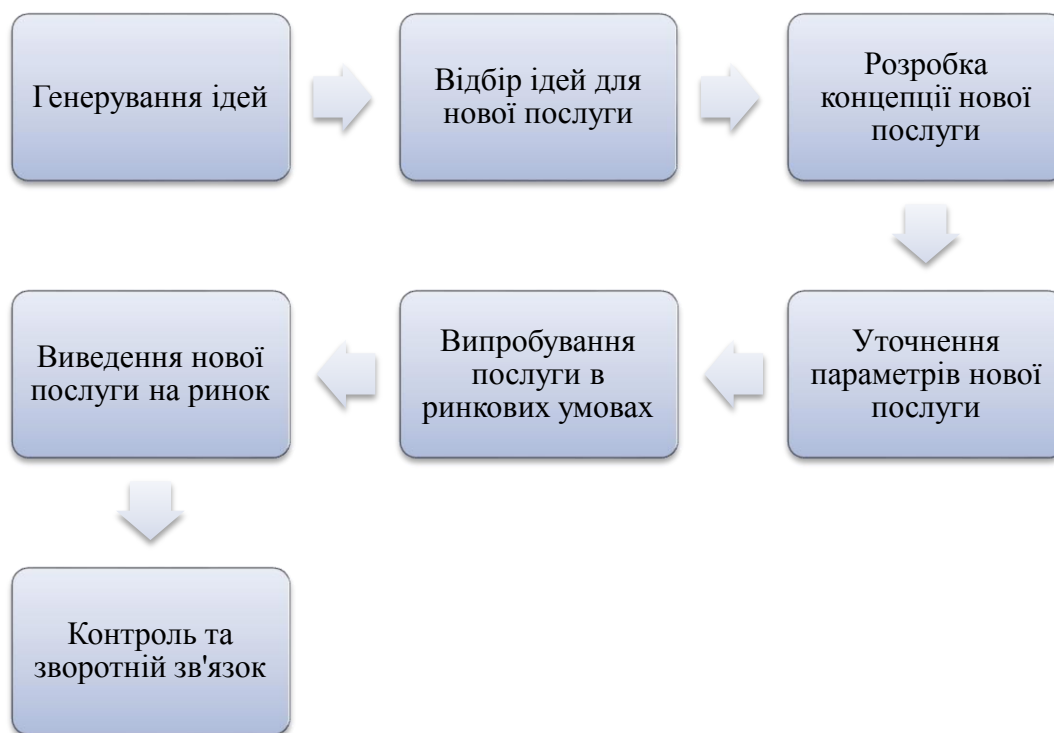 Генерування ідей
Відбір ідей для
нової послуги
Розробка
концепції нової
послуги
Уточнення
параметрів нової
послуги
Випробування
послуги в
ринкових умовах
Виведення нової
послуги на ринок
Контроль та
зворотній зв'язок